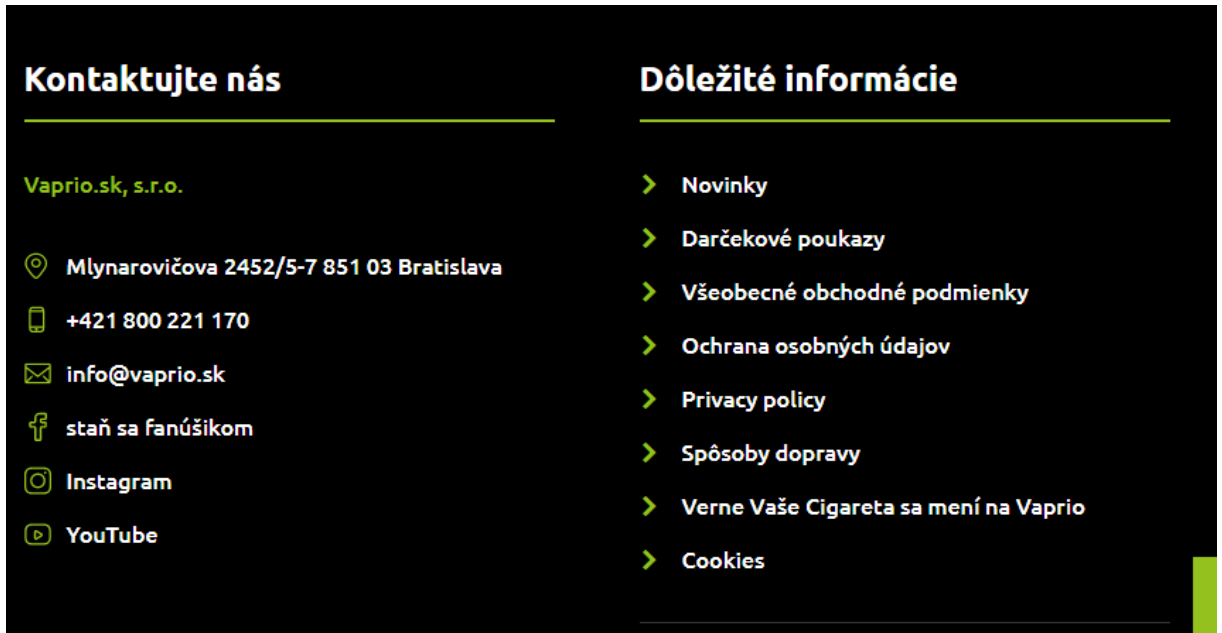 Kontaktujte nás
Vaprio.sk, s.r.o.
Mlynarovičova 2452/5-7 851 03 Bratislava
+421 800 221 170
info@vaprio.sk
staň sa fanúšikom
Instagram
YouTube
Dôležité informácie
Novinky
Darčekové poukazy
Všeobecné obchodné podmienky
Ochrana osobných údajov
Privacy policy
Spôsoby dopravy
Verne Vaše Cigareta sa mení na Vaprio
Cookies